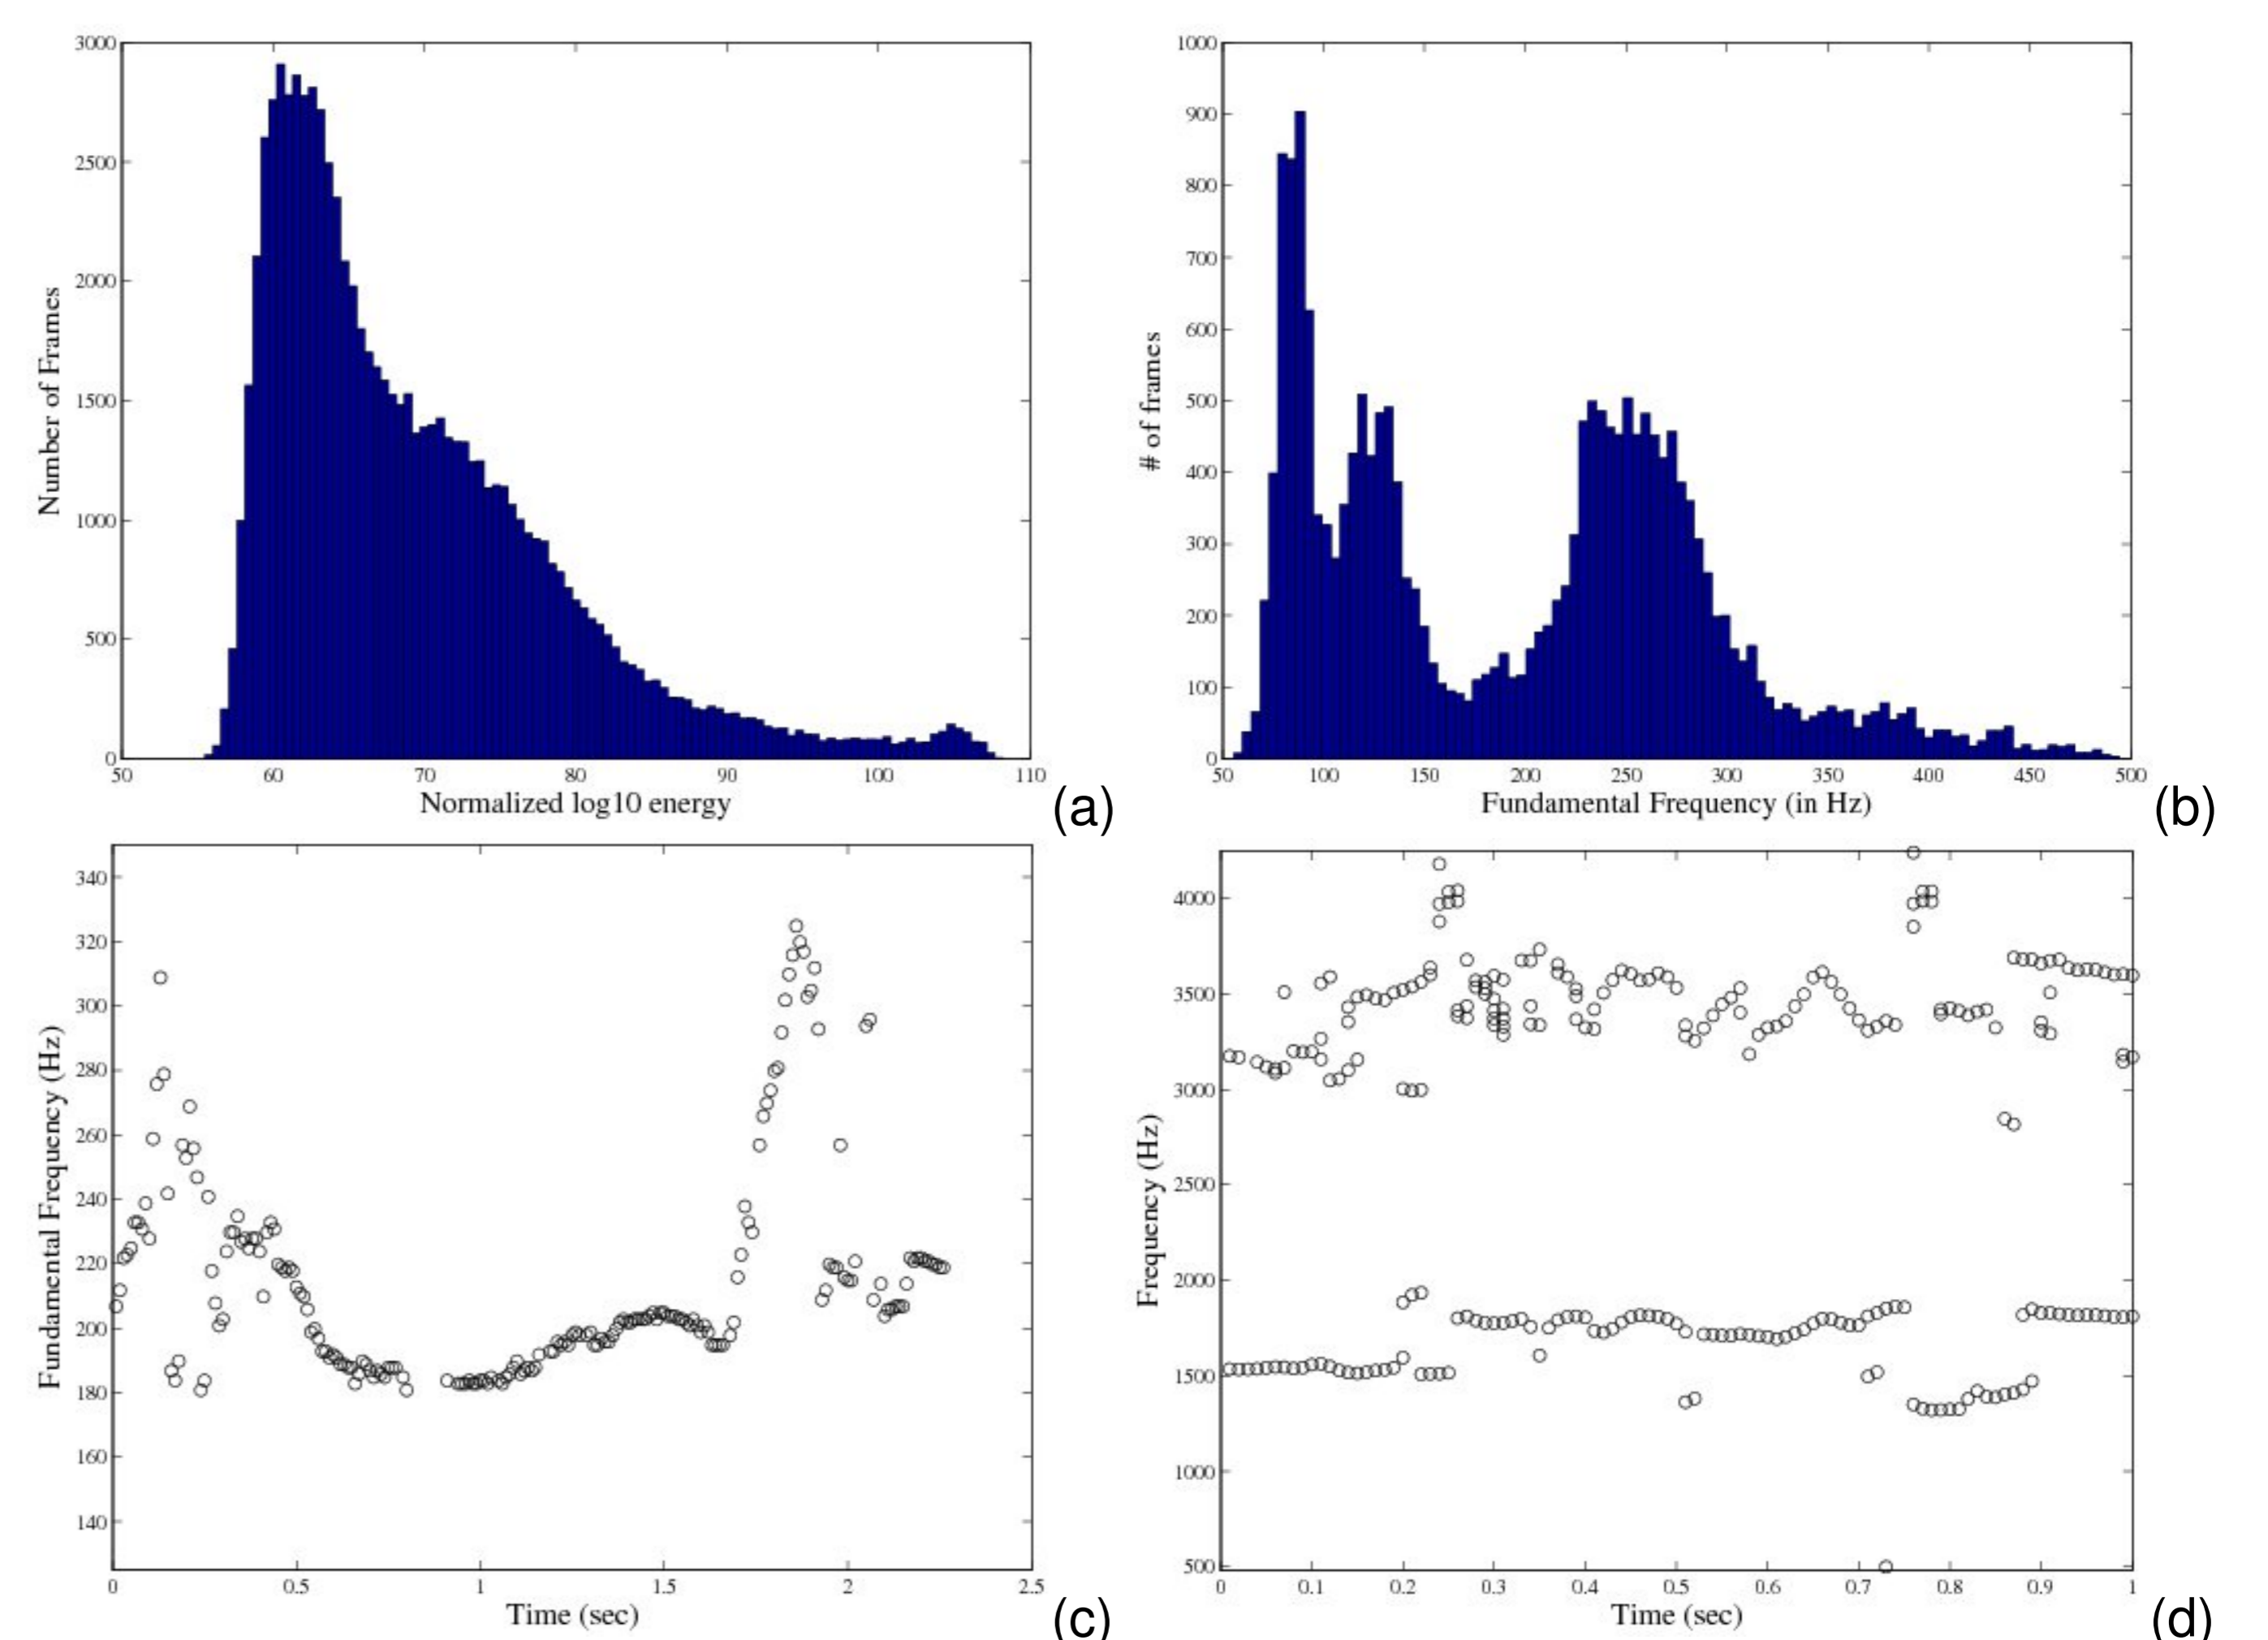 3000
2500
2000
1500
1000
500
0
Number of Frames
50 60 70 80 90 100 110
Normalized log10 energy
(a)
1000
900
800
700
600
500
400
300
200
100
0
# of frames
50 100 150 200 250 300 350 400 450 500
Fundamental Frequency (in Hz)
(b)
340
320
300
280
260
240
220
200
180
160
140
Fundamental Frequency (Hz)
0 0.5 1 1.5 2 2.5
Time (sec)
(c)
4000
3500
3000
2500
2000
1500
1000
500
Frequency (Hz)
0 0.1 0.2 0.3 0.4 0.5 0.6 0.7 0.8 0.9 1
Time (sec)
(d)